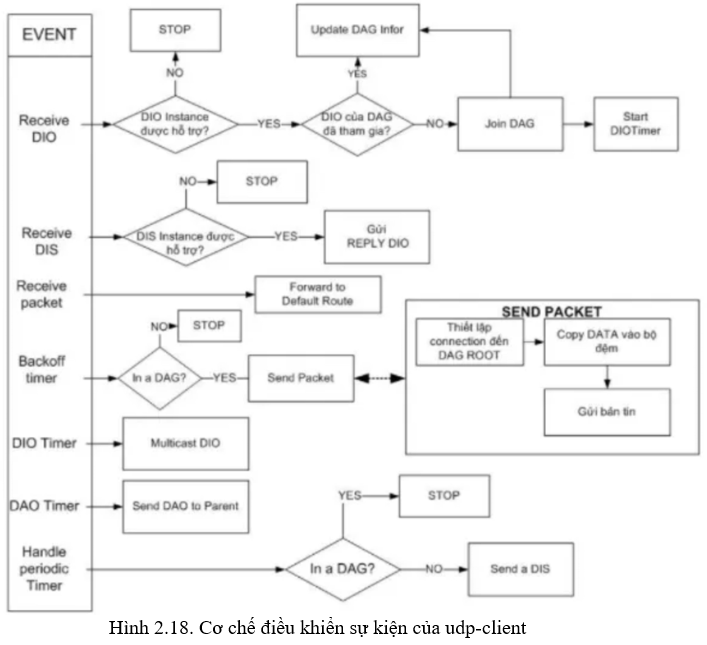 EVENT
STOP
Update DAG Infor
NO
YES
Receive
DIO
DIO Instance
được hỗ trợ?
YES
DIO của DAG
đã tham gia?
NO
Join DAG
Start
DIOTimer
NO
STOP
Receive
DIS
DIS Instance được
hỗ trợ?
YES
Gửi
REPLY DIO
Receive
packet
Forward to
Default Route
NO
STOP
Backoff
timer
In a DAG?
YES
Send Packet
SEND PACKET
Thiết lập
connection đến
DAG ROOT
Copy DATA vào bộ
đệm
Gửi bản tin
DIO Timer
Multicast DIO
DAO Timer
Send DAO to Parent
YES
STOP
Handle
periodic
Timer
In a DAG?
NO
Send a DIS
Hình 2.18. Cơ chế điều khiển sự kiện của udp-client